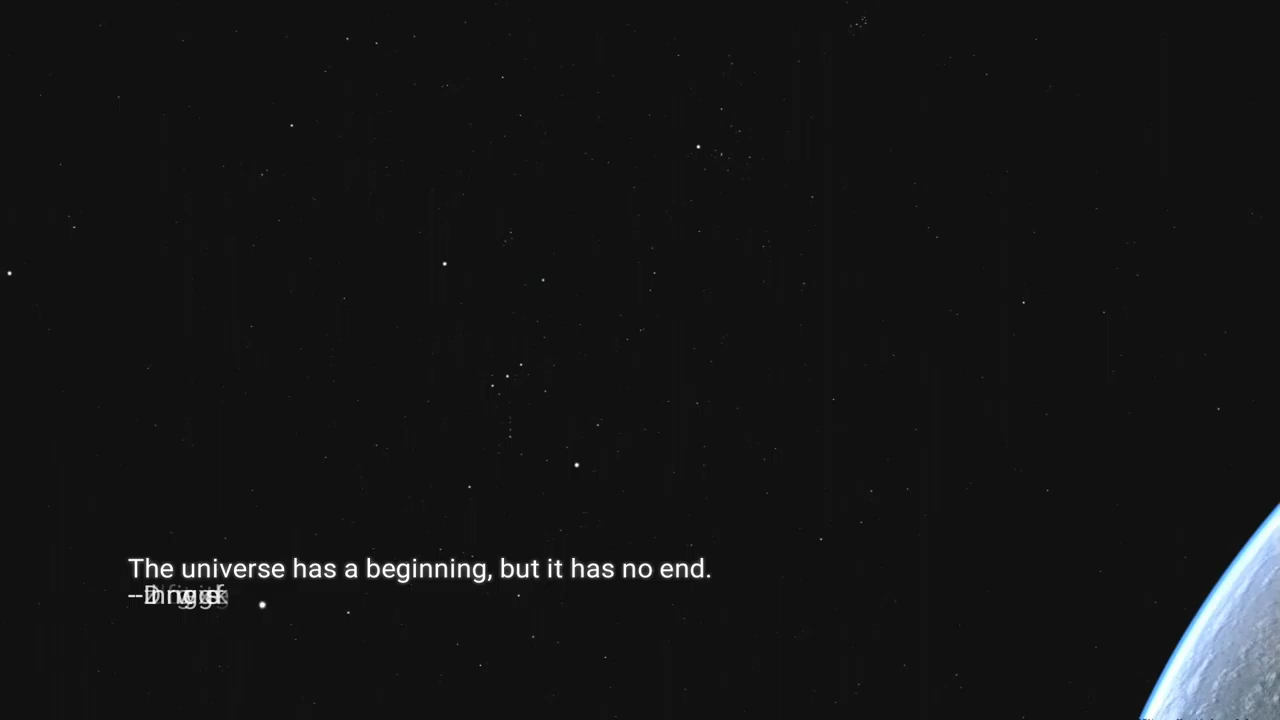 The universe has a beginning, but it has no end.